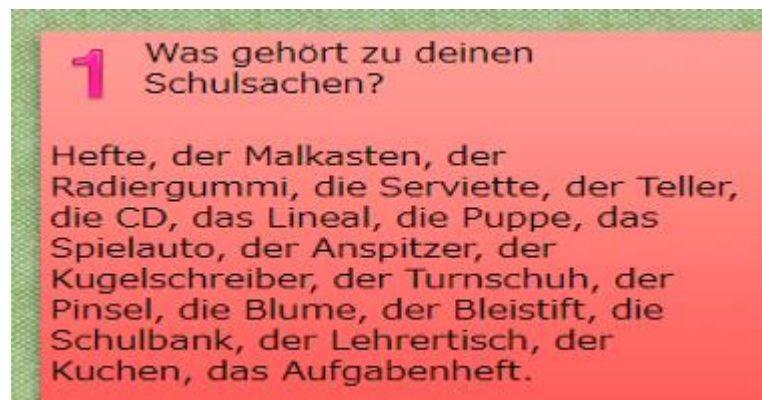 1 Was gehört zu deinen
Schulsachen?
Hefte, der Malkasten, der
Radiergummi, die Serviette, der Teller,
die CD, das Lineal, die Puppe, das
Spielauto, der Anspitzer, der
Kugelschreiber, der Turnschuh, der
Pinsel, die Blume, der Bleistift, die
Schulbank, der Lehrertisch, der
Kuchen, das Aufgabenheft.